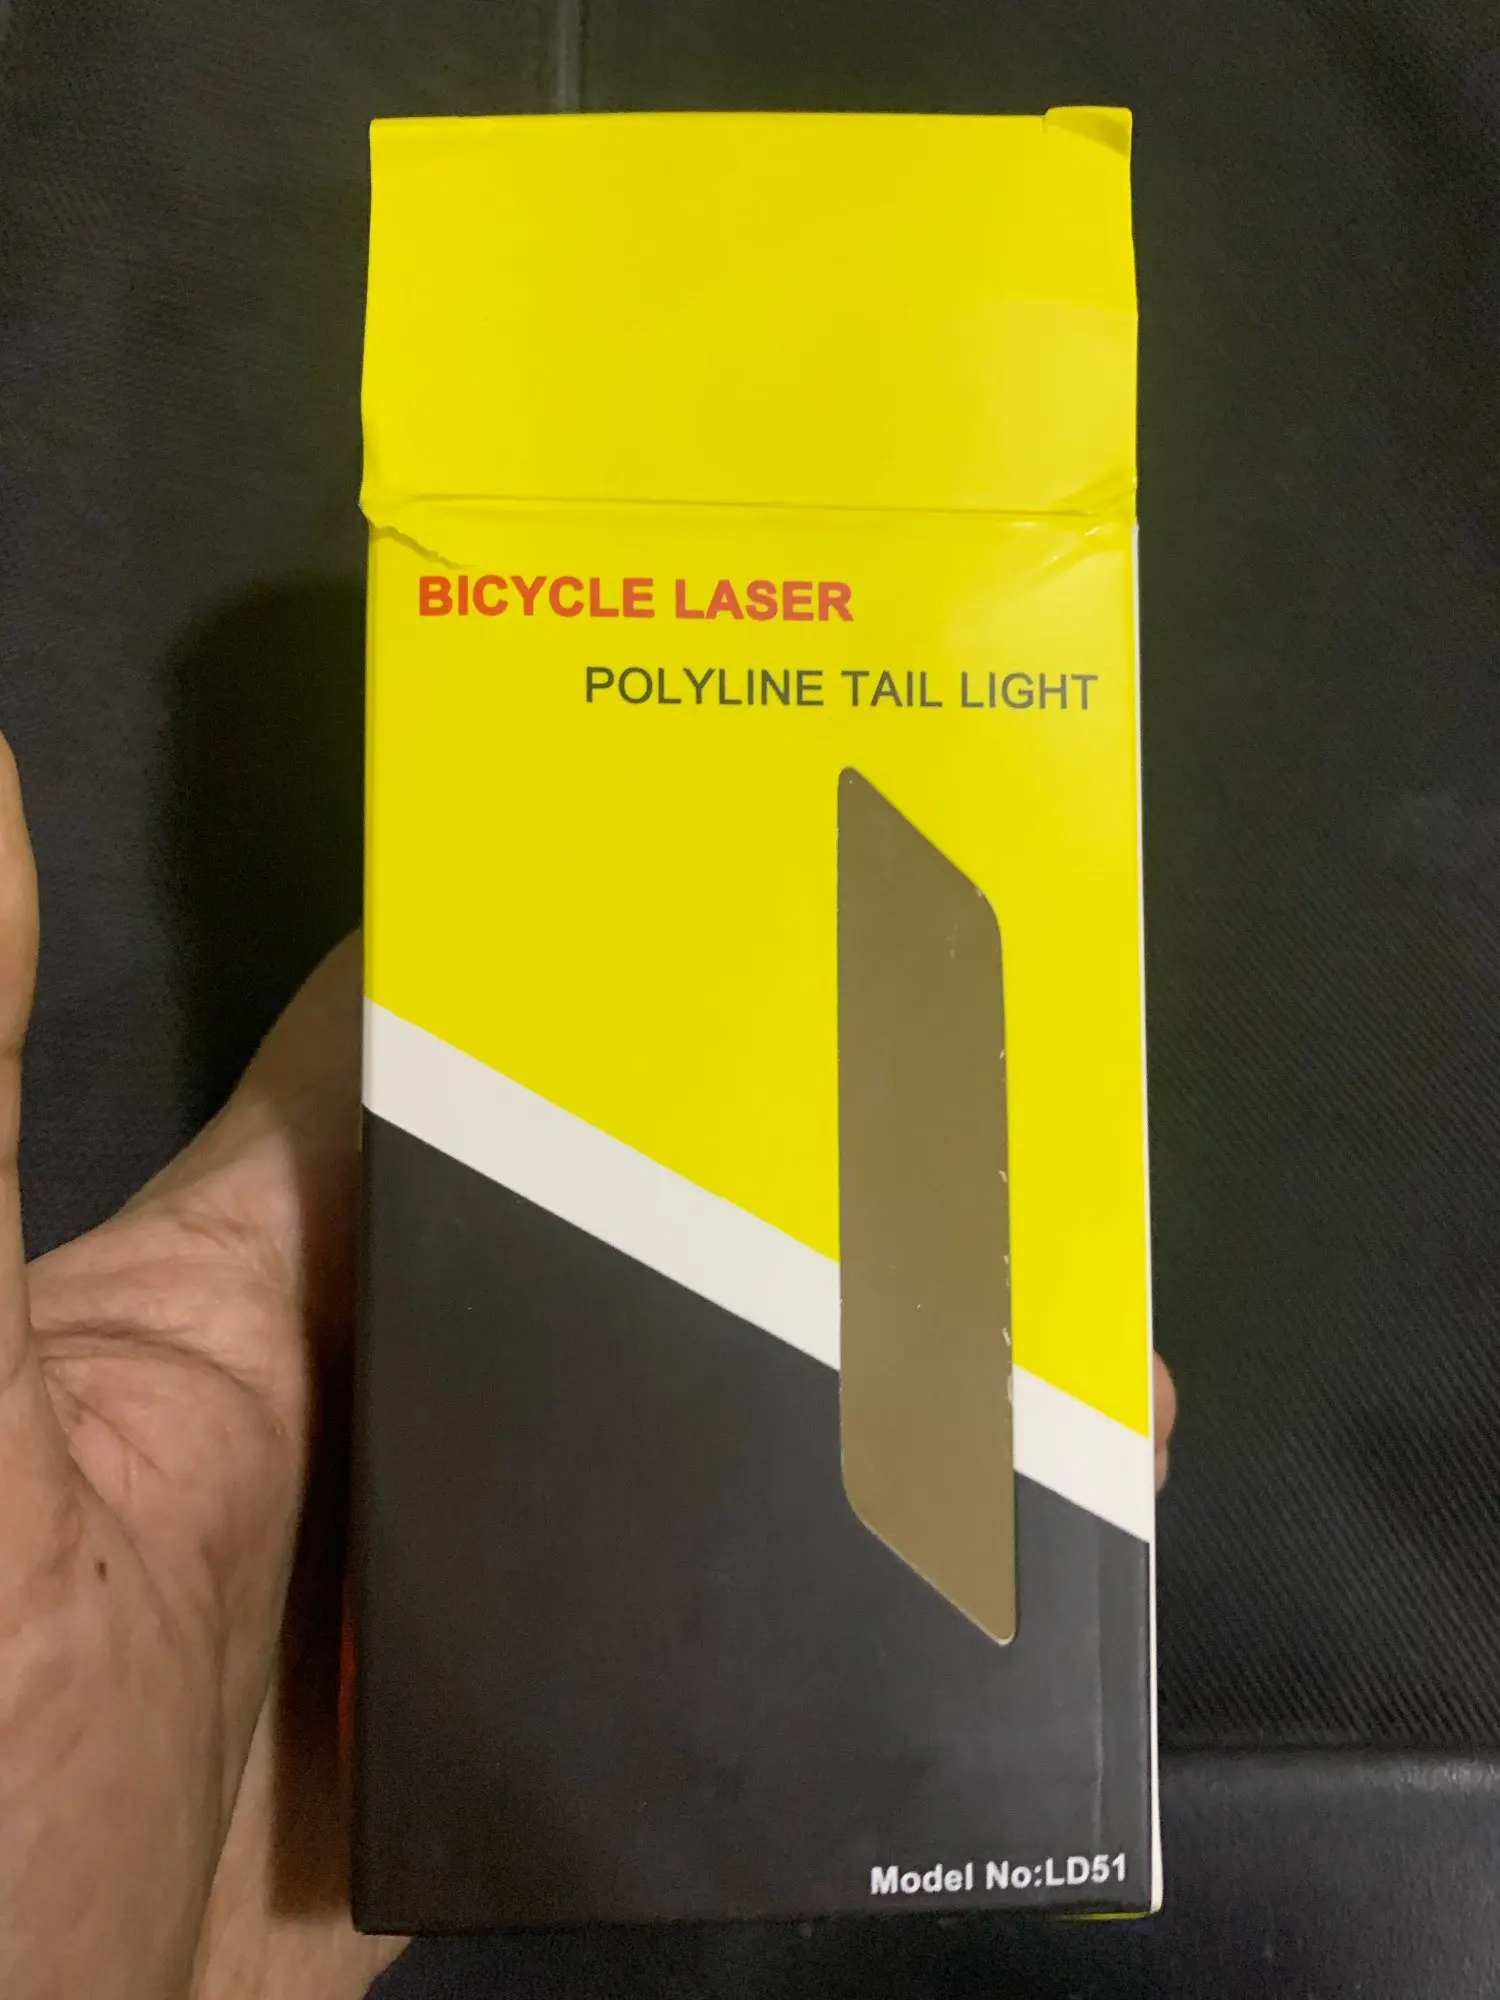 BICYCLE LASER
POLYLINE TAIL LIGHT
Model No:LD51